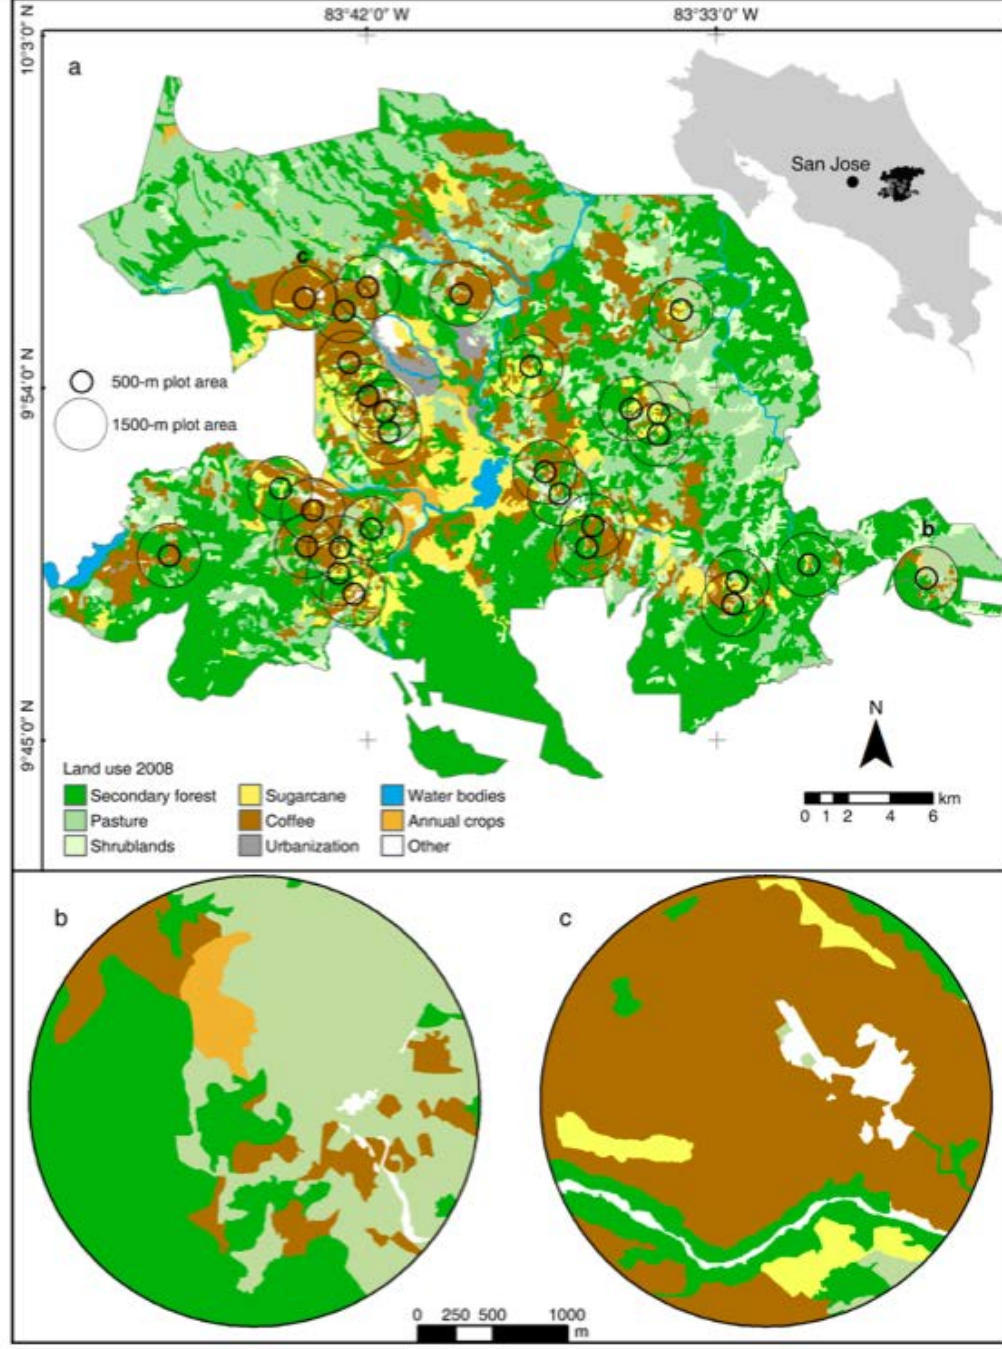 83°42'0" W
83°33'0" W
10°3'0" N
a
San Jose
c
500-m plot area
9°54'0" N
1500-m plot area
b
N
9°45'0" N
Land use 2008
Secondary forest
Sugarcane
Water bodies
Pasture
Coffee
Annual crops
Shrublands
Urbanization
Other
km
0 1 2 4 6
b
c
0 250 500 1000
m